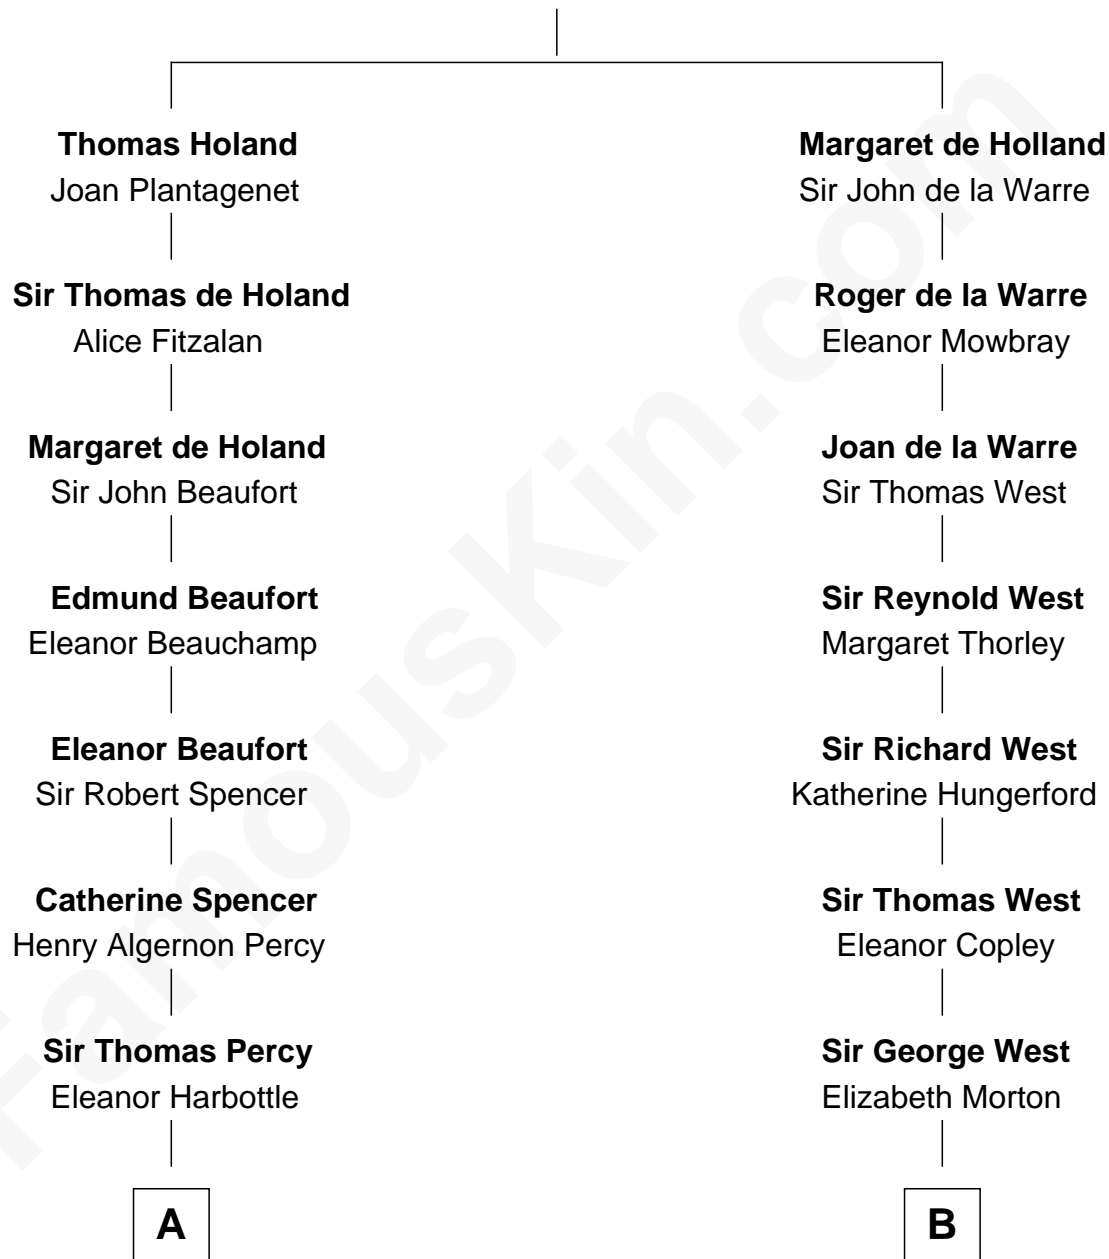 Thomas Holand
Joan Plantagenet
Sir Thomas de Holand
Alice Fitzalan
Margaret de Holand
Sir John Beaufort
Edmund Beaufort
Eleanor Beauchamp
Eleanor Beaufort
Sir Robert Spencer
Catherine Spencer
Henry Algernon Percy
Sir Thomas Percy
Eleanor Harbottle
A
Margaret de Holland
Sir John de la Warre
Roger de la Warre
Eleanor Mowbray
Joan de la Warre
Sir Thomas West
Sir Reynold West
Margaret Thorley
Sir Richard West
Katherine Hungerford
Sir Thomas West
Eleanor Copley
Sir George West
Elizabeth Morton
B
FamousKin.com